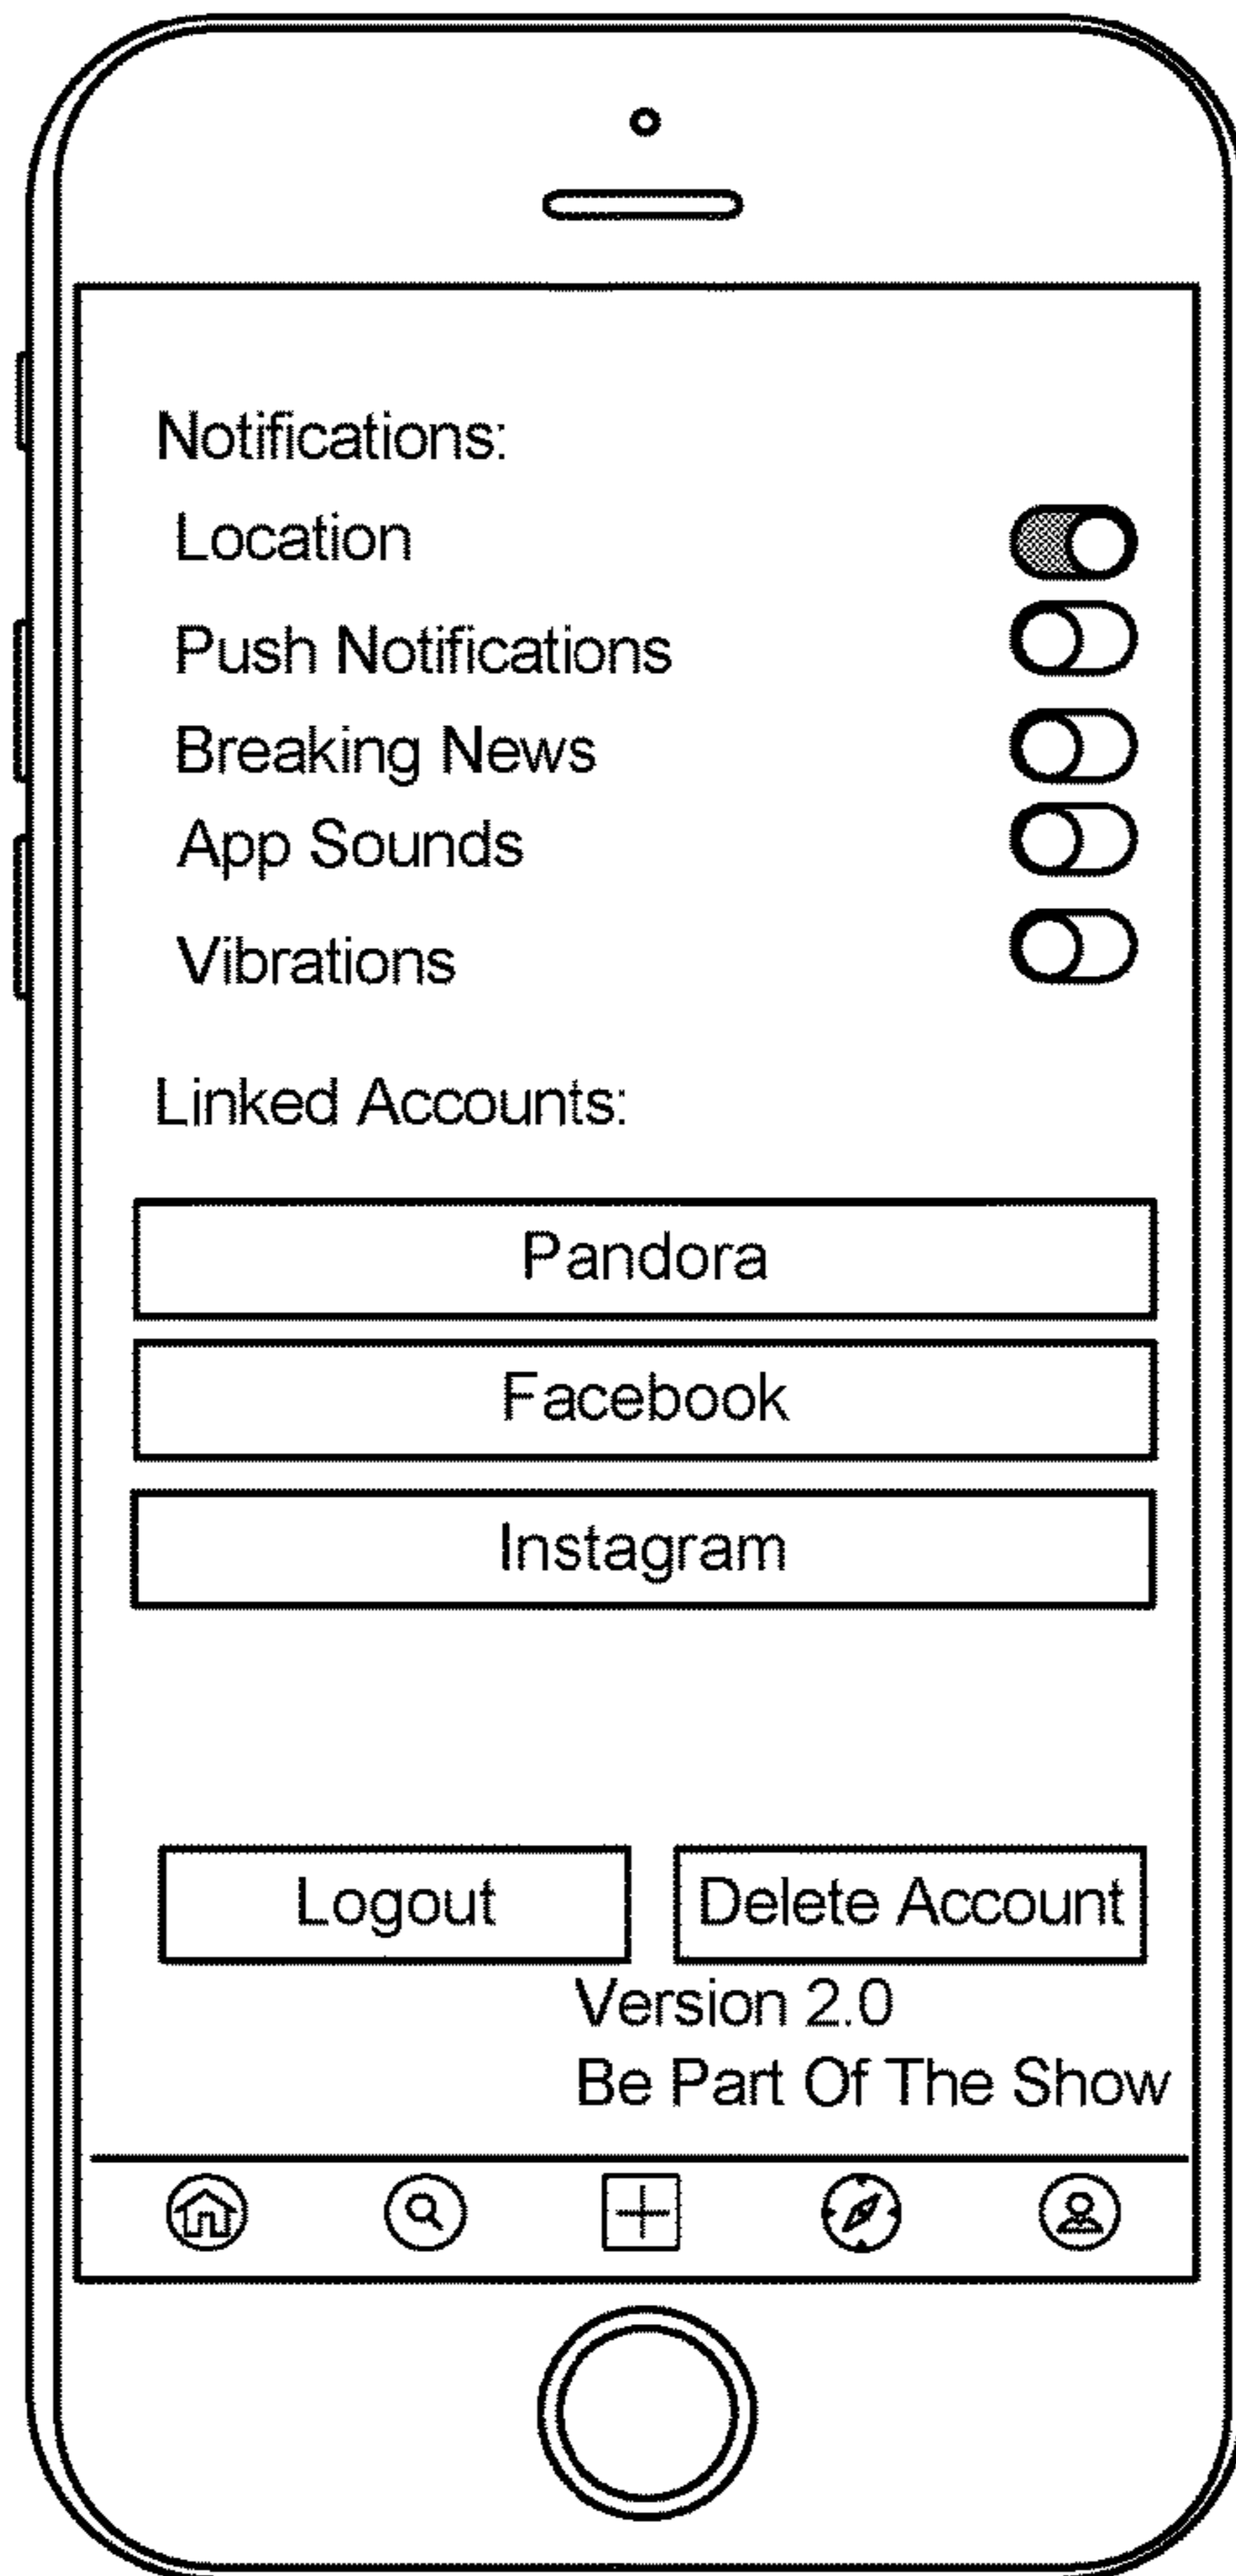 Notifications:
Location
Push Notifications
Breaking News
App Sounds
Vibrations
Linked Accounts:
Pandora
Facebook
Instagram
Logout
Delete Account
Version 2.0
Be Part Of The Show